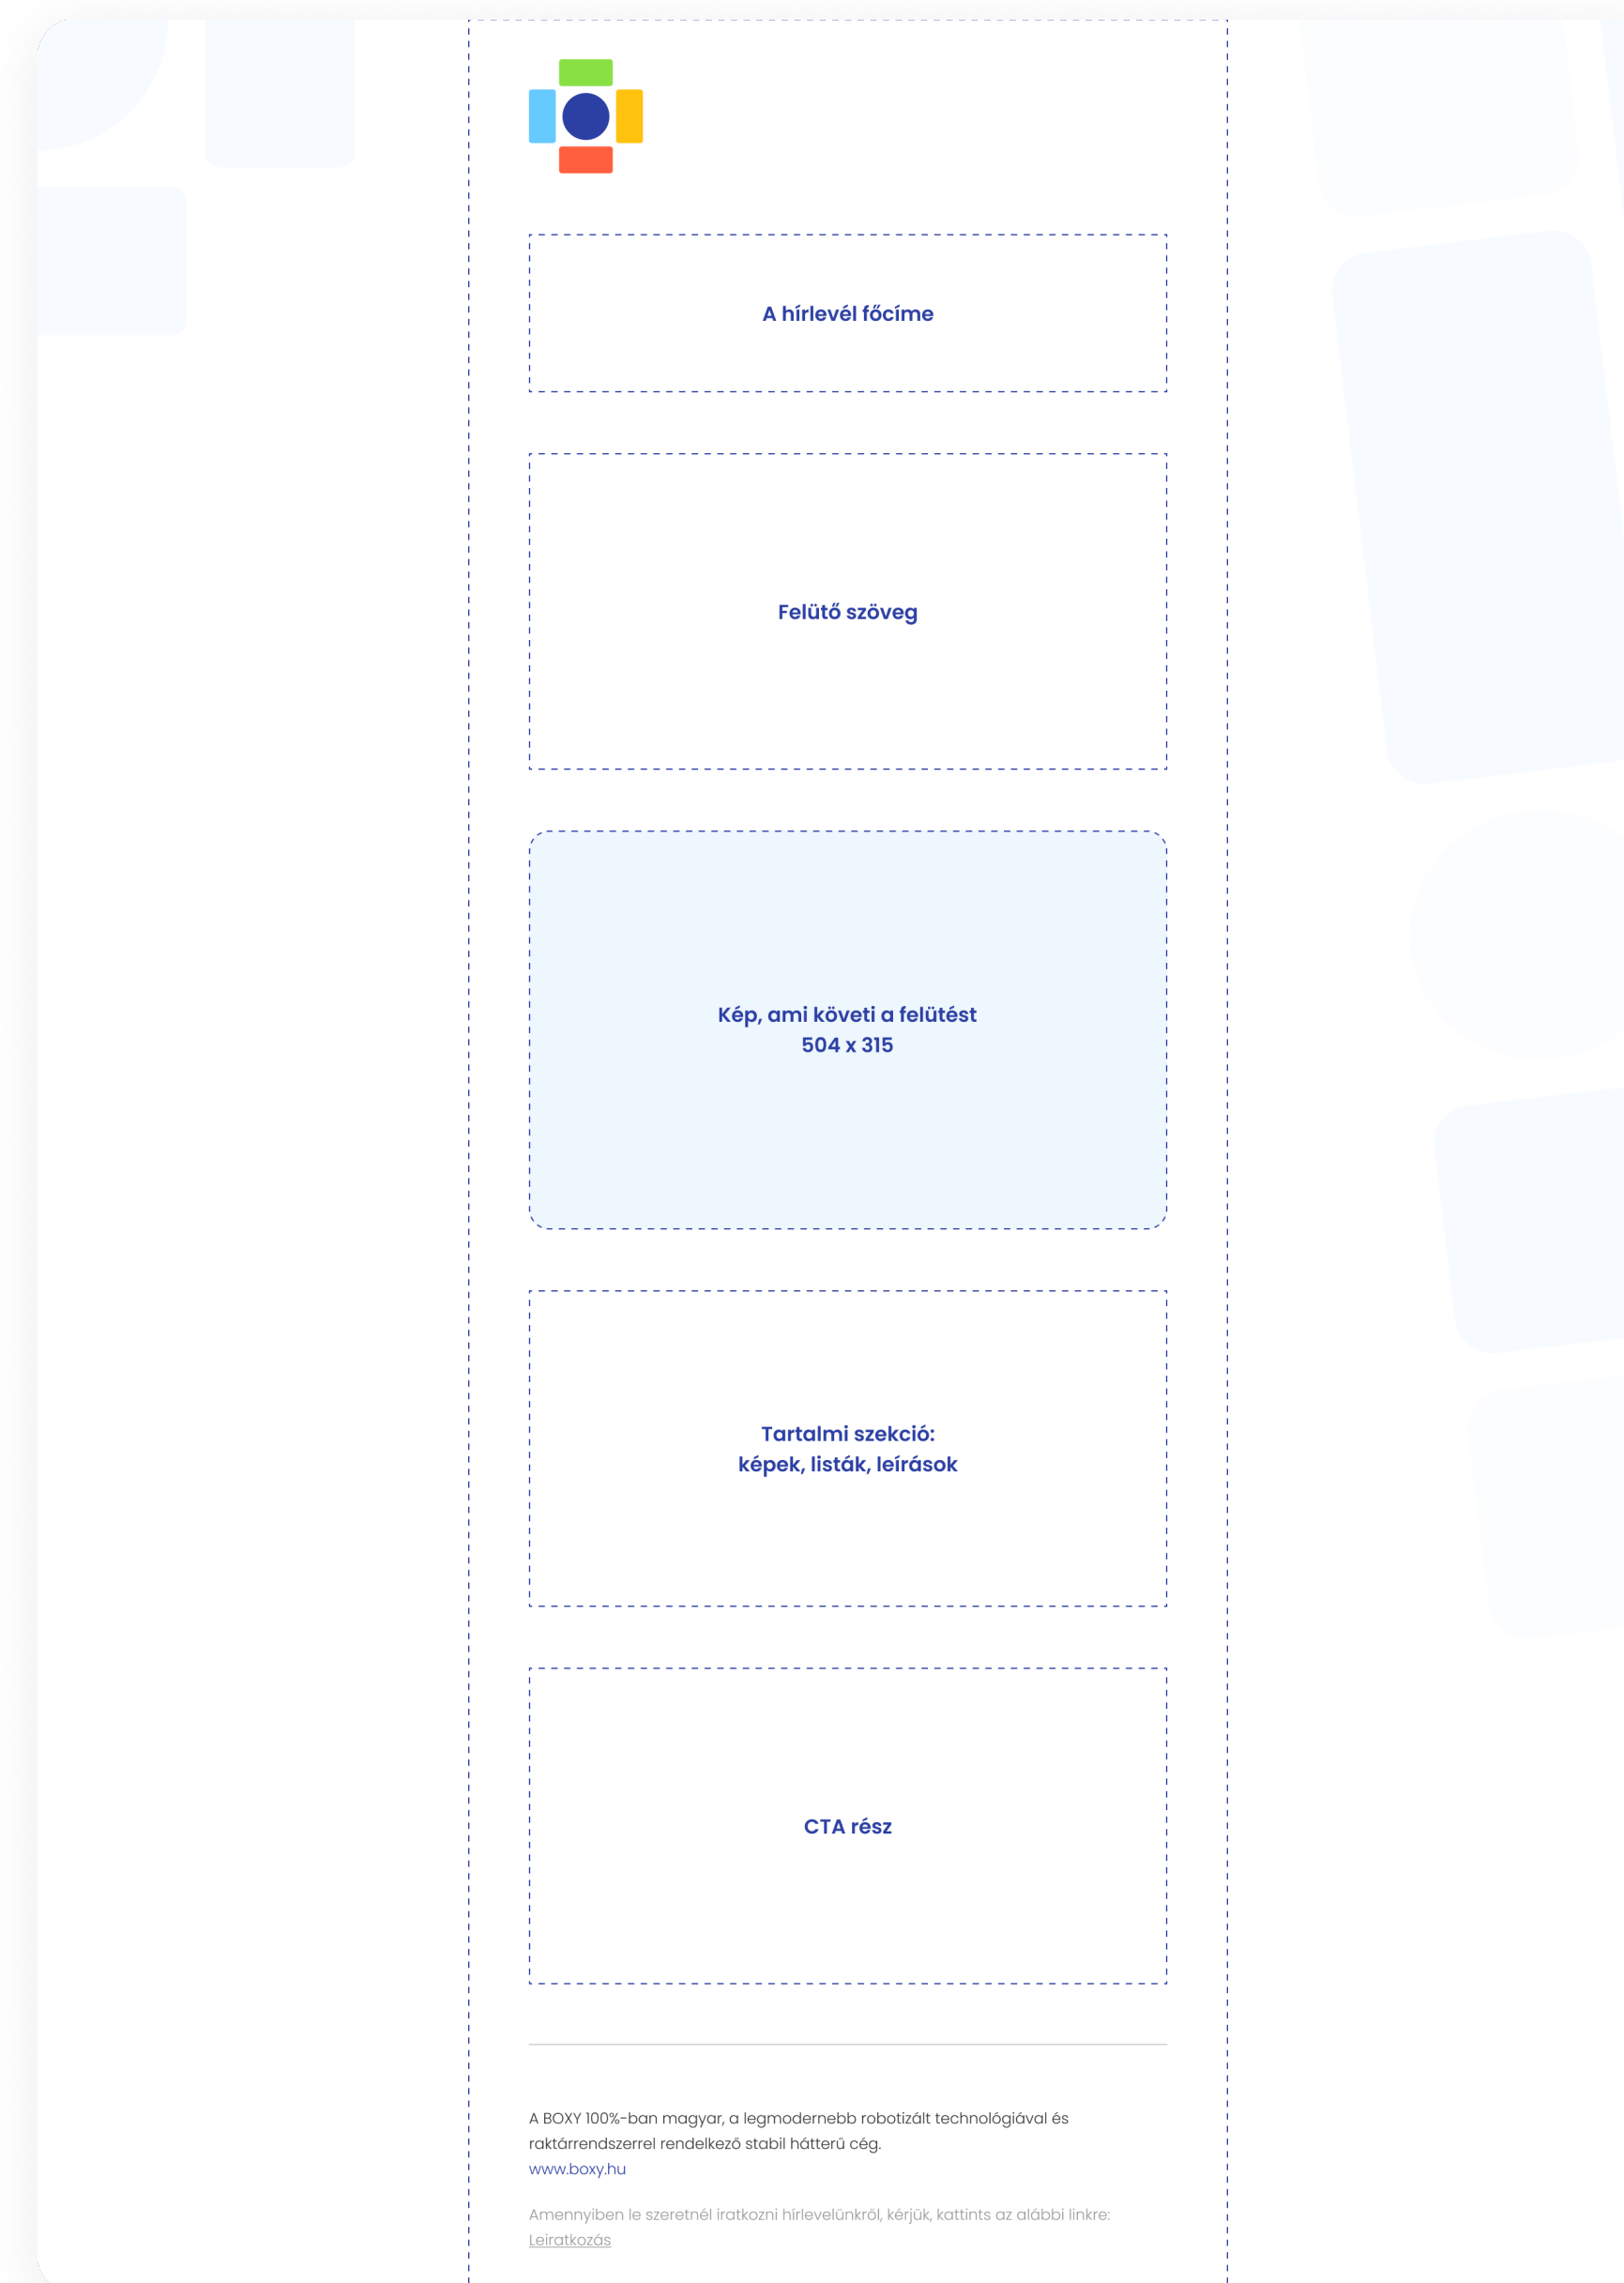 A hírlevél főcíme
Felütő szöveg
Kép, ami követi a felütést
504 x 315
Tartalmi szekció:
képek, listák, leírások
CTA rész
A BOXY 100%-ban magyar, a legmodernebb robotizált technológiával és
raktárrendszerrel rendelkező stabil hátterű cég.
www.boxy.hu
Amennyiben le szeretnél iratkozni hírlevelünkről, kérjük, kattints az alábbi linkre:
Leiratkozás